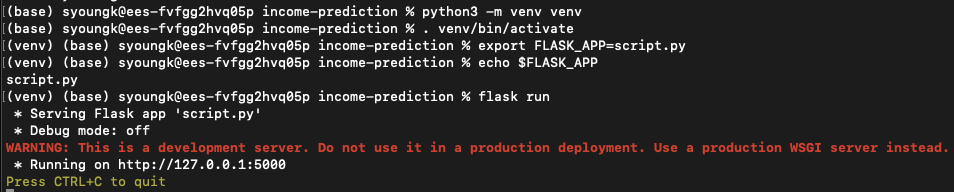 (base) syoungk@ees-fvfgg2hvq05p income-prediction % python3 -m venv venv
(base) syoungk@ees-fvfgg2hvq05p income-prediction % . venv/bin/activate
(venv) (base) syoungk@ees-fvfgg2hvq05p income-prediction % export FLASK_APP=script.py
(venv) (base) syoungk@ees-fvfgg2hvq05p income-prediction % echo $FLASK_APP
script.py
(venv) (base) syoungk@ees-fvfgg2hvq05p income-prediction % flask run
 * Serving Flask app 'script.py'
 * Debug mode: off
WARNING: This is a development server. Do not use it in a production deployment. Use a production WSGI server instead.
 * Running on http://127.0.0.1:5000
Press CTRL+C to quit